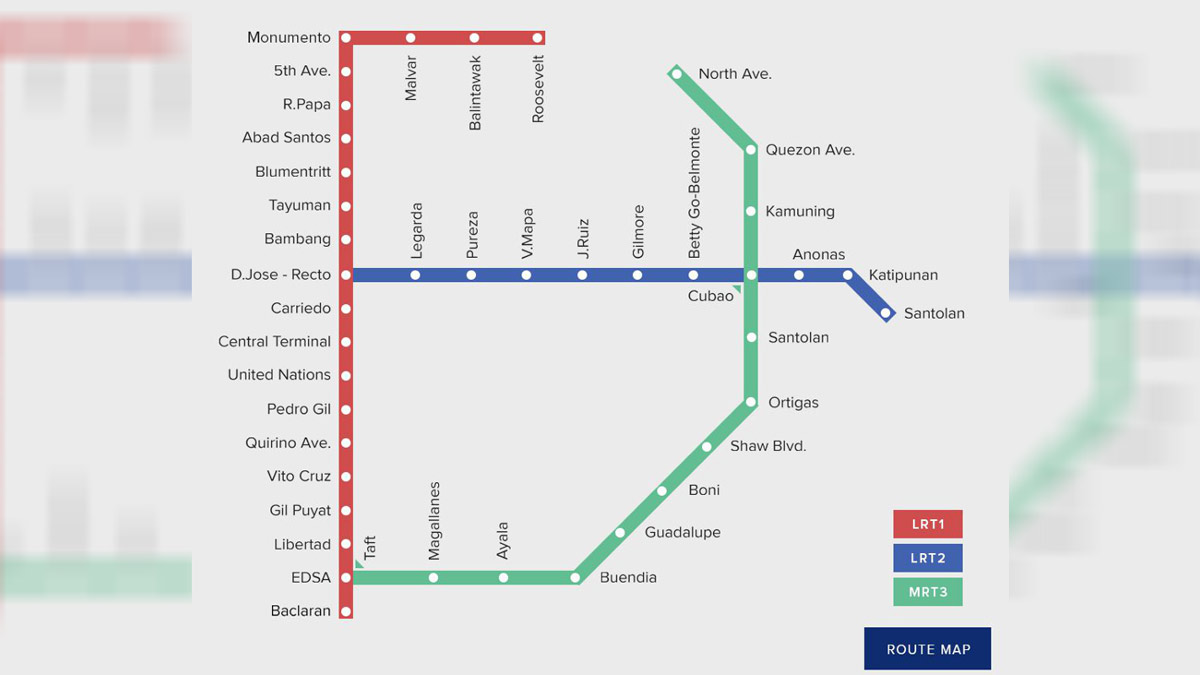 Monumento
Malvar
Balintawak
Roosevelt
5th Ave.
R.Papa
Abad Santos
Blumentritt
Tayuman
Bambang
D.Jose - Recto
Carriedo
Central Terminal
United Nations
Pedro Gil
Quirino Ave.
Vito Cruz
Gil Puyat
Libertad
EDSA
Baclaran
Legarda
Pureza
V.Mapa
J.Ruiz
Gilmore
Betty Go-Belmonte
Cubao
Anonas
Katipunan
Santolan
North Ave.
Quezon Ave.
Kamuning
Santolan
Ortigas
Shaw Blvd.
Boni
Guadalupe
Buendia
Ayala
Magallanes
Taft
LRT1
LRT2
MRT3
ROUTE MAP